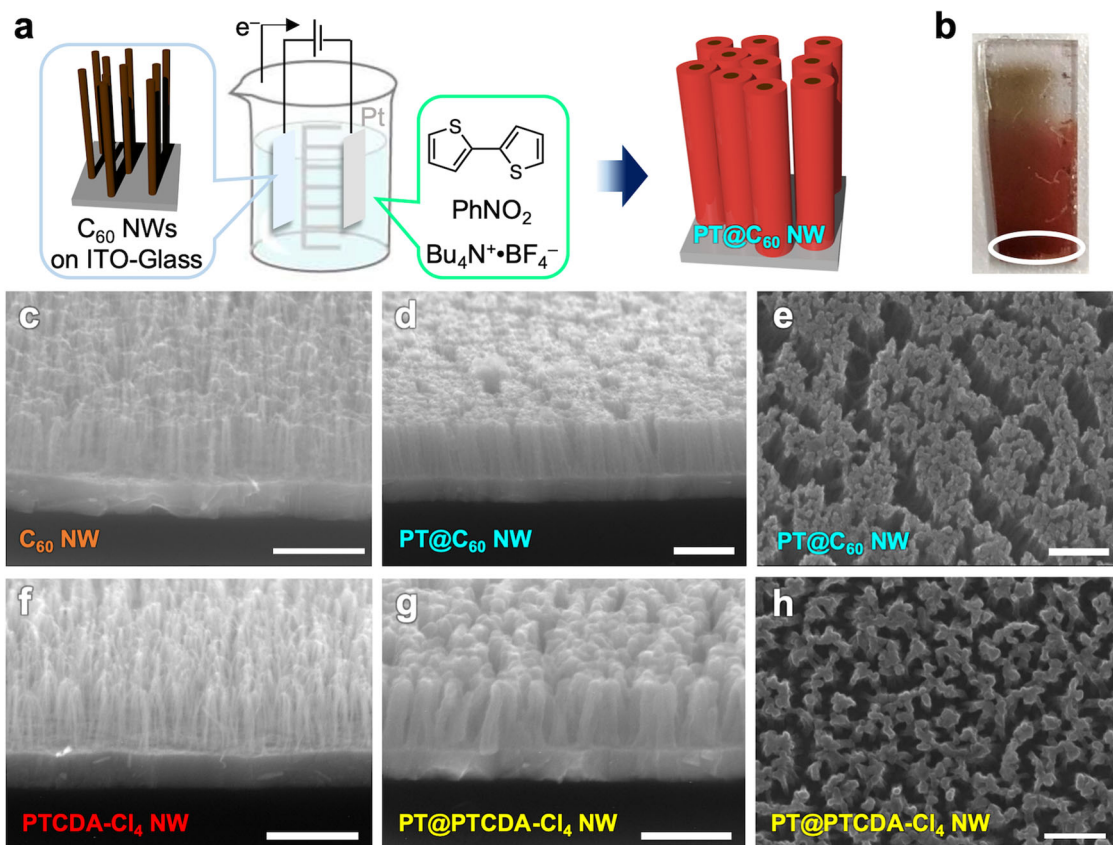 a
e⁻
Pt
C₆₀ NWs
on ITO-Glass
S
S
PhNO₂
Bu₄N⁺•BF₄⁻
PT@C₆₀ NW
b
c
C₆₀ NW
d
PT@C₆₀ NW
e
PT@C₆₀ NW
f
PTCDA-Cl₄ NW
g
PT@PTCDA-Cl₄ NW
h
PT@PTCDA-Cl₄ NW